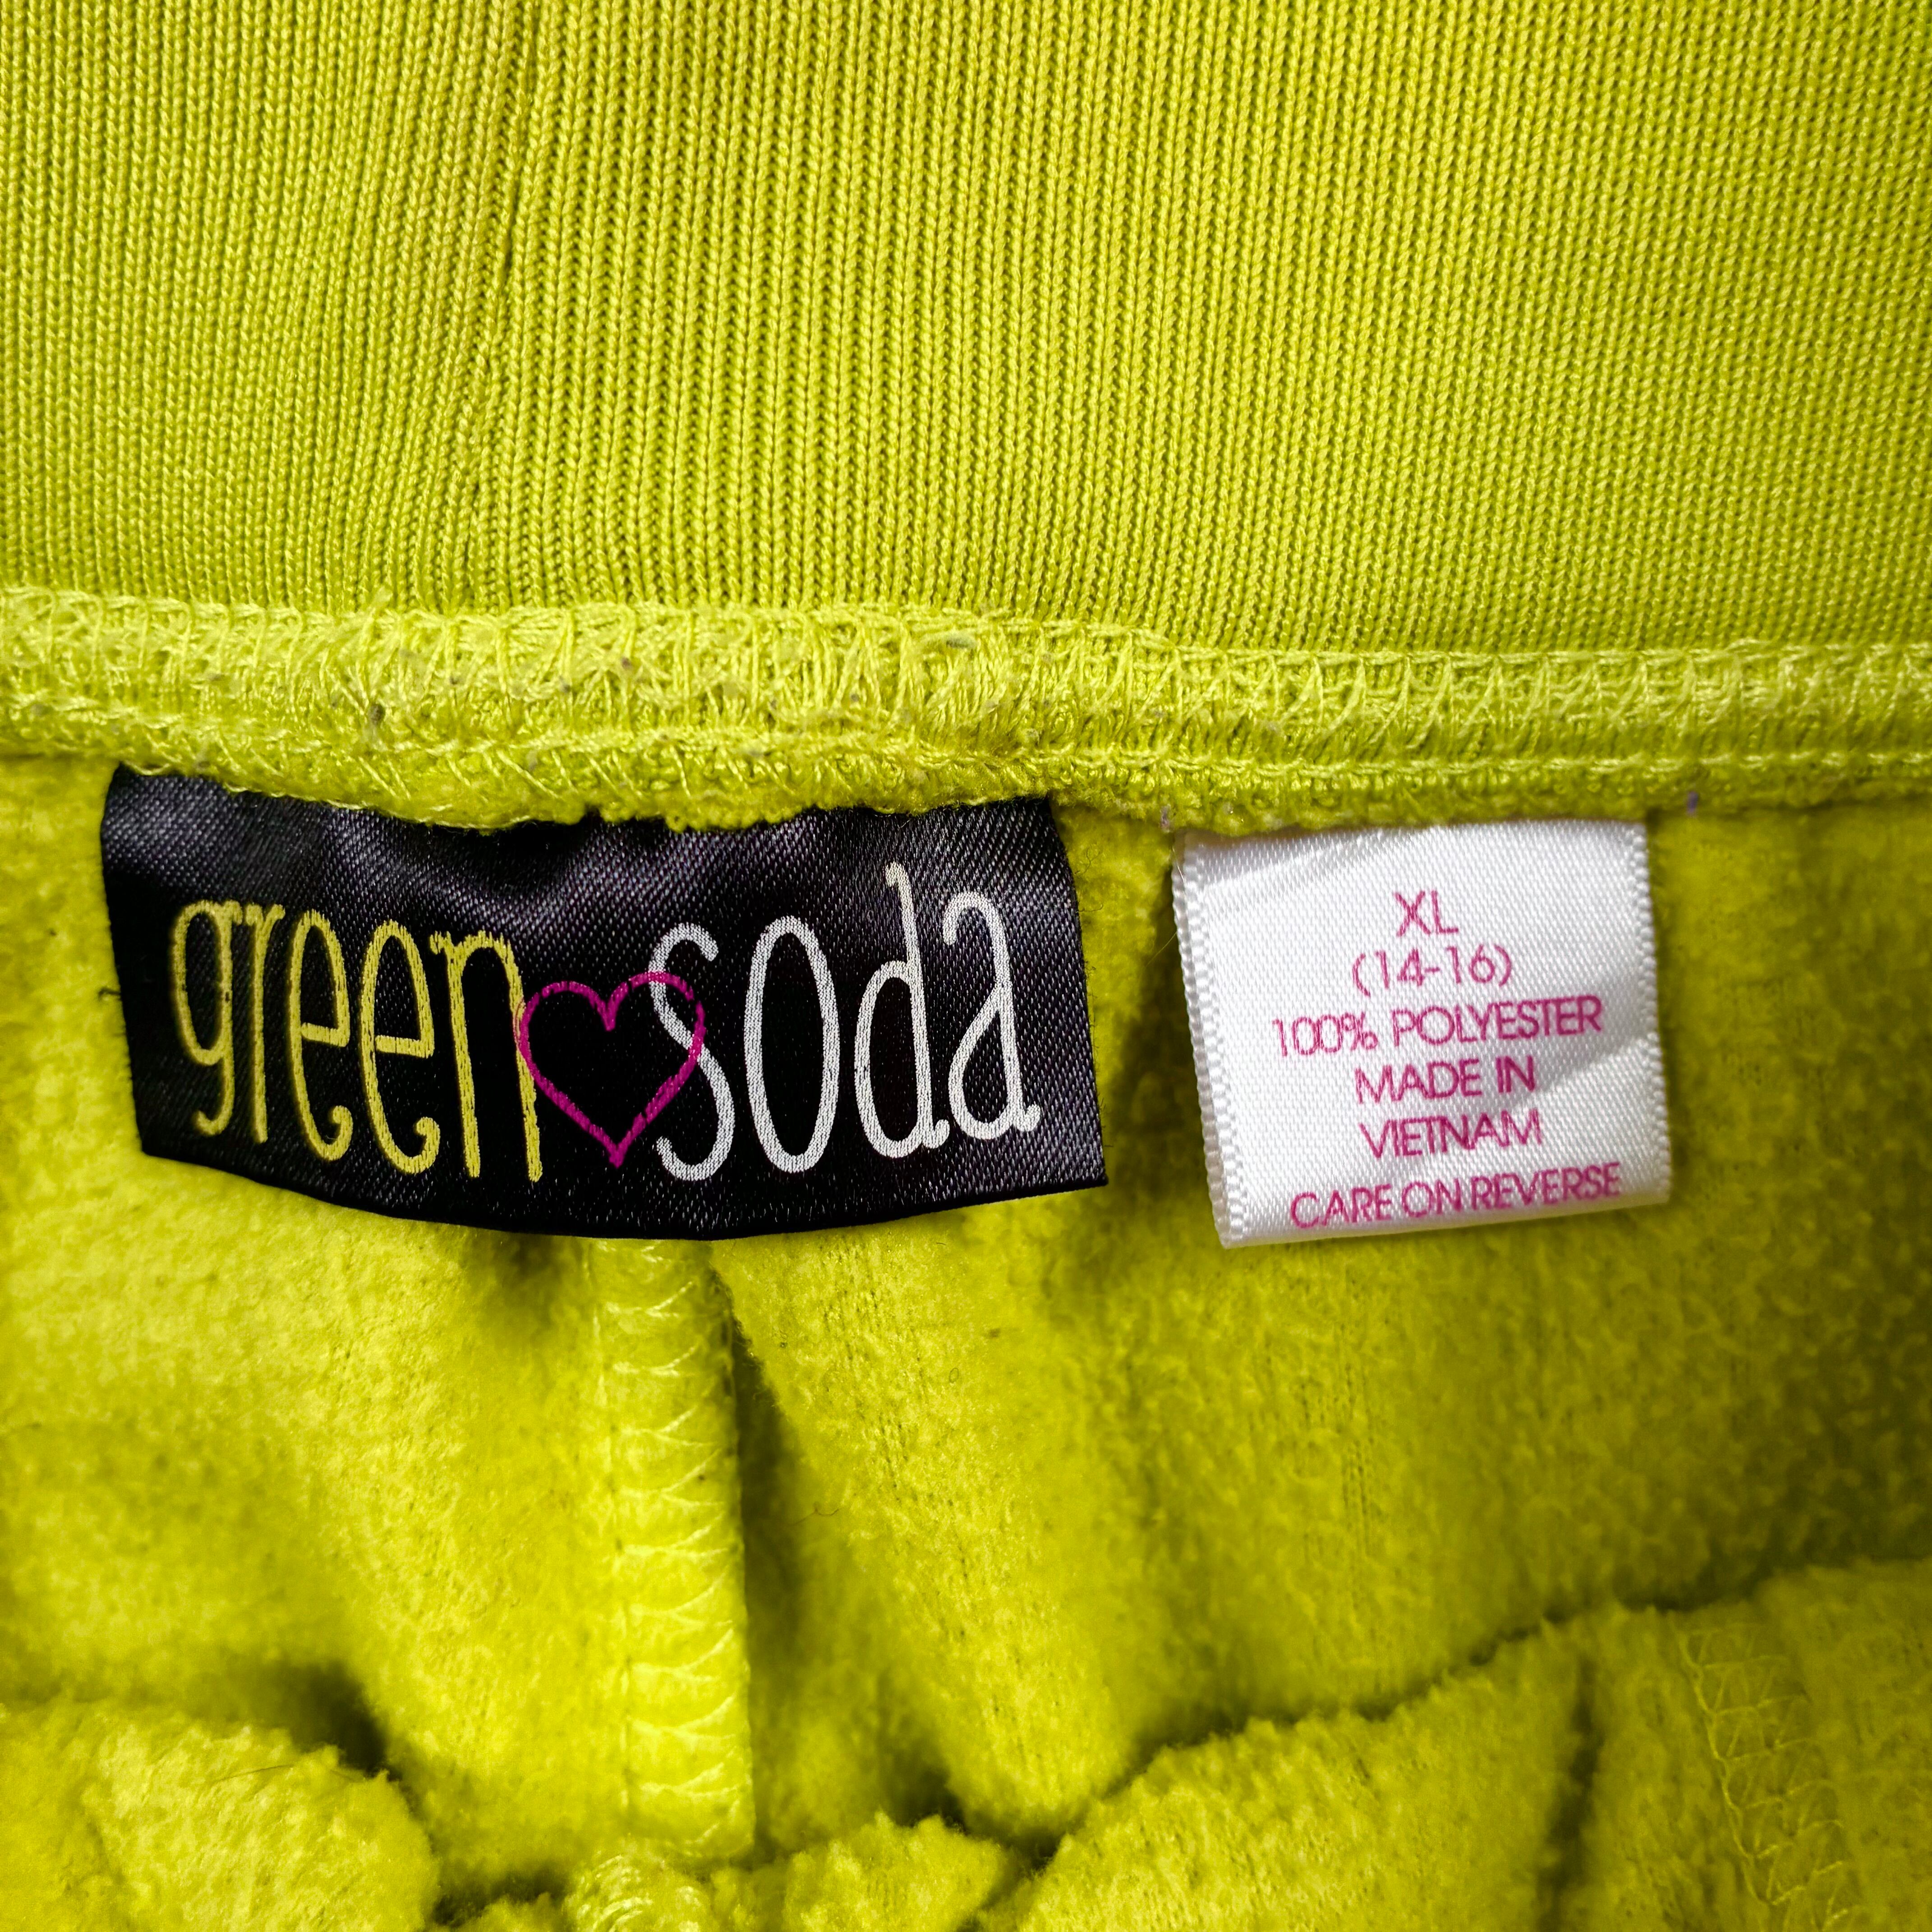 green soda
XL
(14-16)
100% POLYESTER
MADE IN
VIETNAM
CARE ON REVERSE